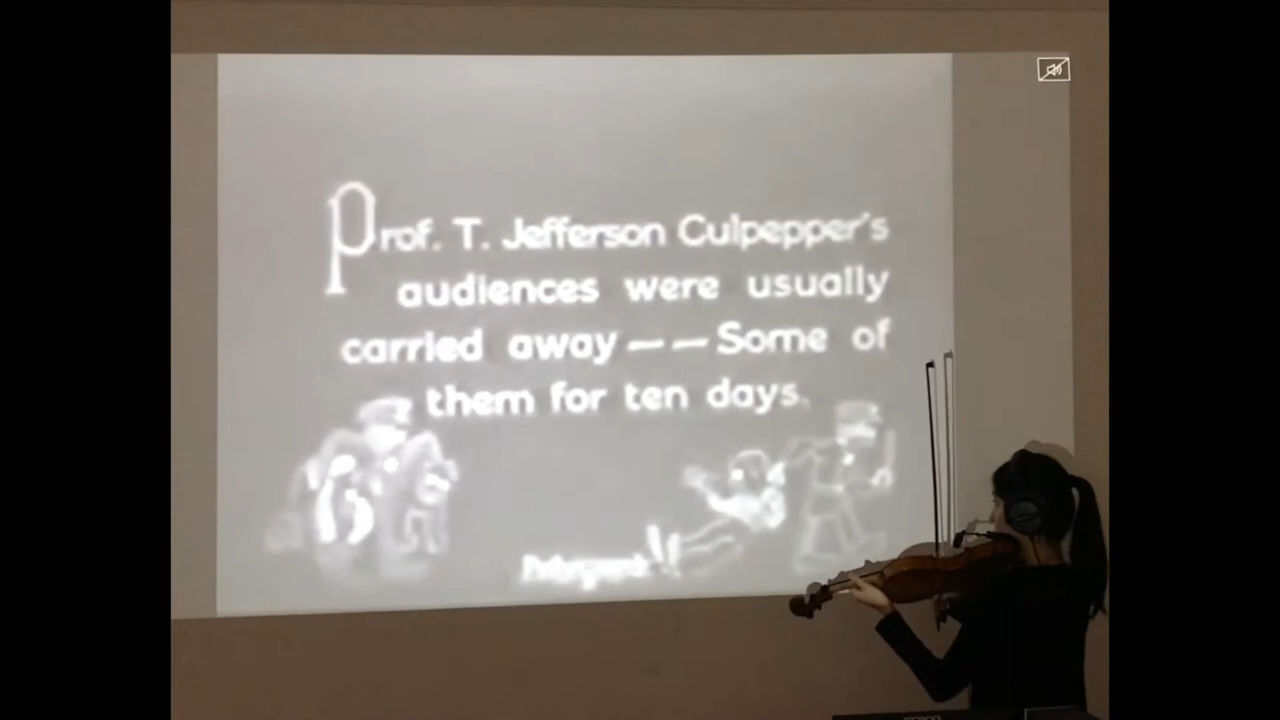 Prof. T. Jefferson Culpepper's
audiences were usually
carried away — — Some of
them for ten days.